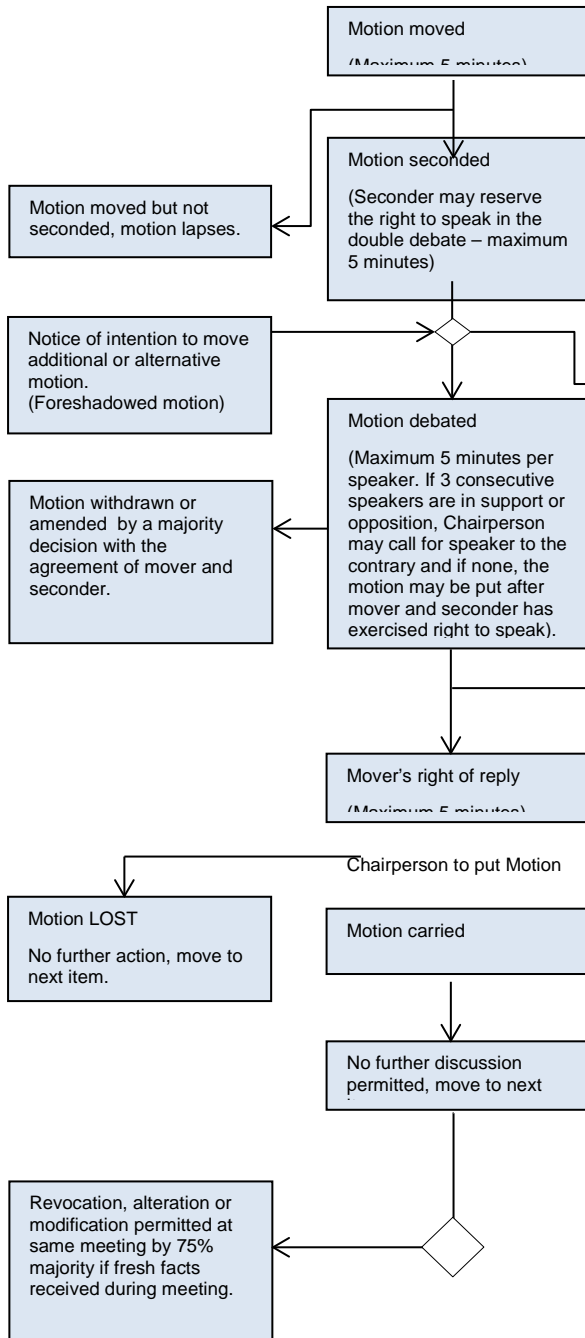 Motion moved
(Maximum 5 minutes)
Motion seconded
(Seconder may reserve
the right to speak in the
double debate – maximum
5 minutes)
Motion moved but not
seconded, motion lapses.
Notice of intention to move
additional or alternative
motion.
(Foreshadowed motion)
Motion debated
(Maximum 5 minutes per
speaker. If 3 consecutive
speakers are in support or
opposition, Chairperson
may call for speaker to the
contrary and if none, the
motion may be put after
mover and seconder has
exercised right to speak).
Motion withdrawn or
amended by a majority
decision with the
agreement of mover and
seconder.
Mover's right of reply
(Maximum 5 minutes)
Chairperson to put Motion
Motion LOST
No further action, move to
next item.
Motion carried
No further discussion
permitted, move to next
Revocation, alteration or
modification permitted at
same meeting by 75%
majority if fresh facts
received during meeting.